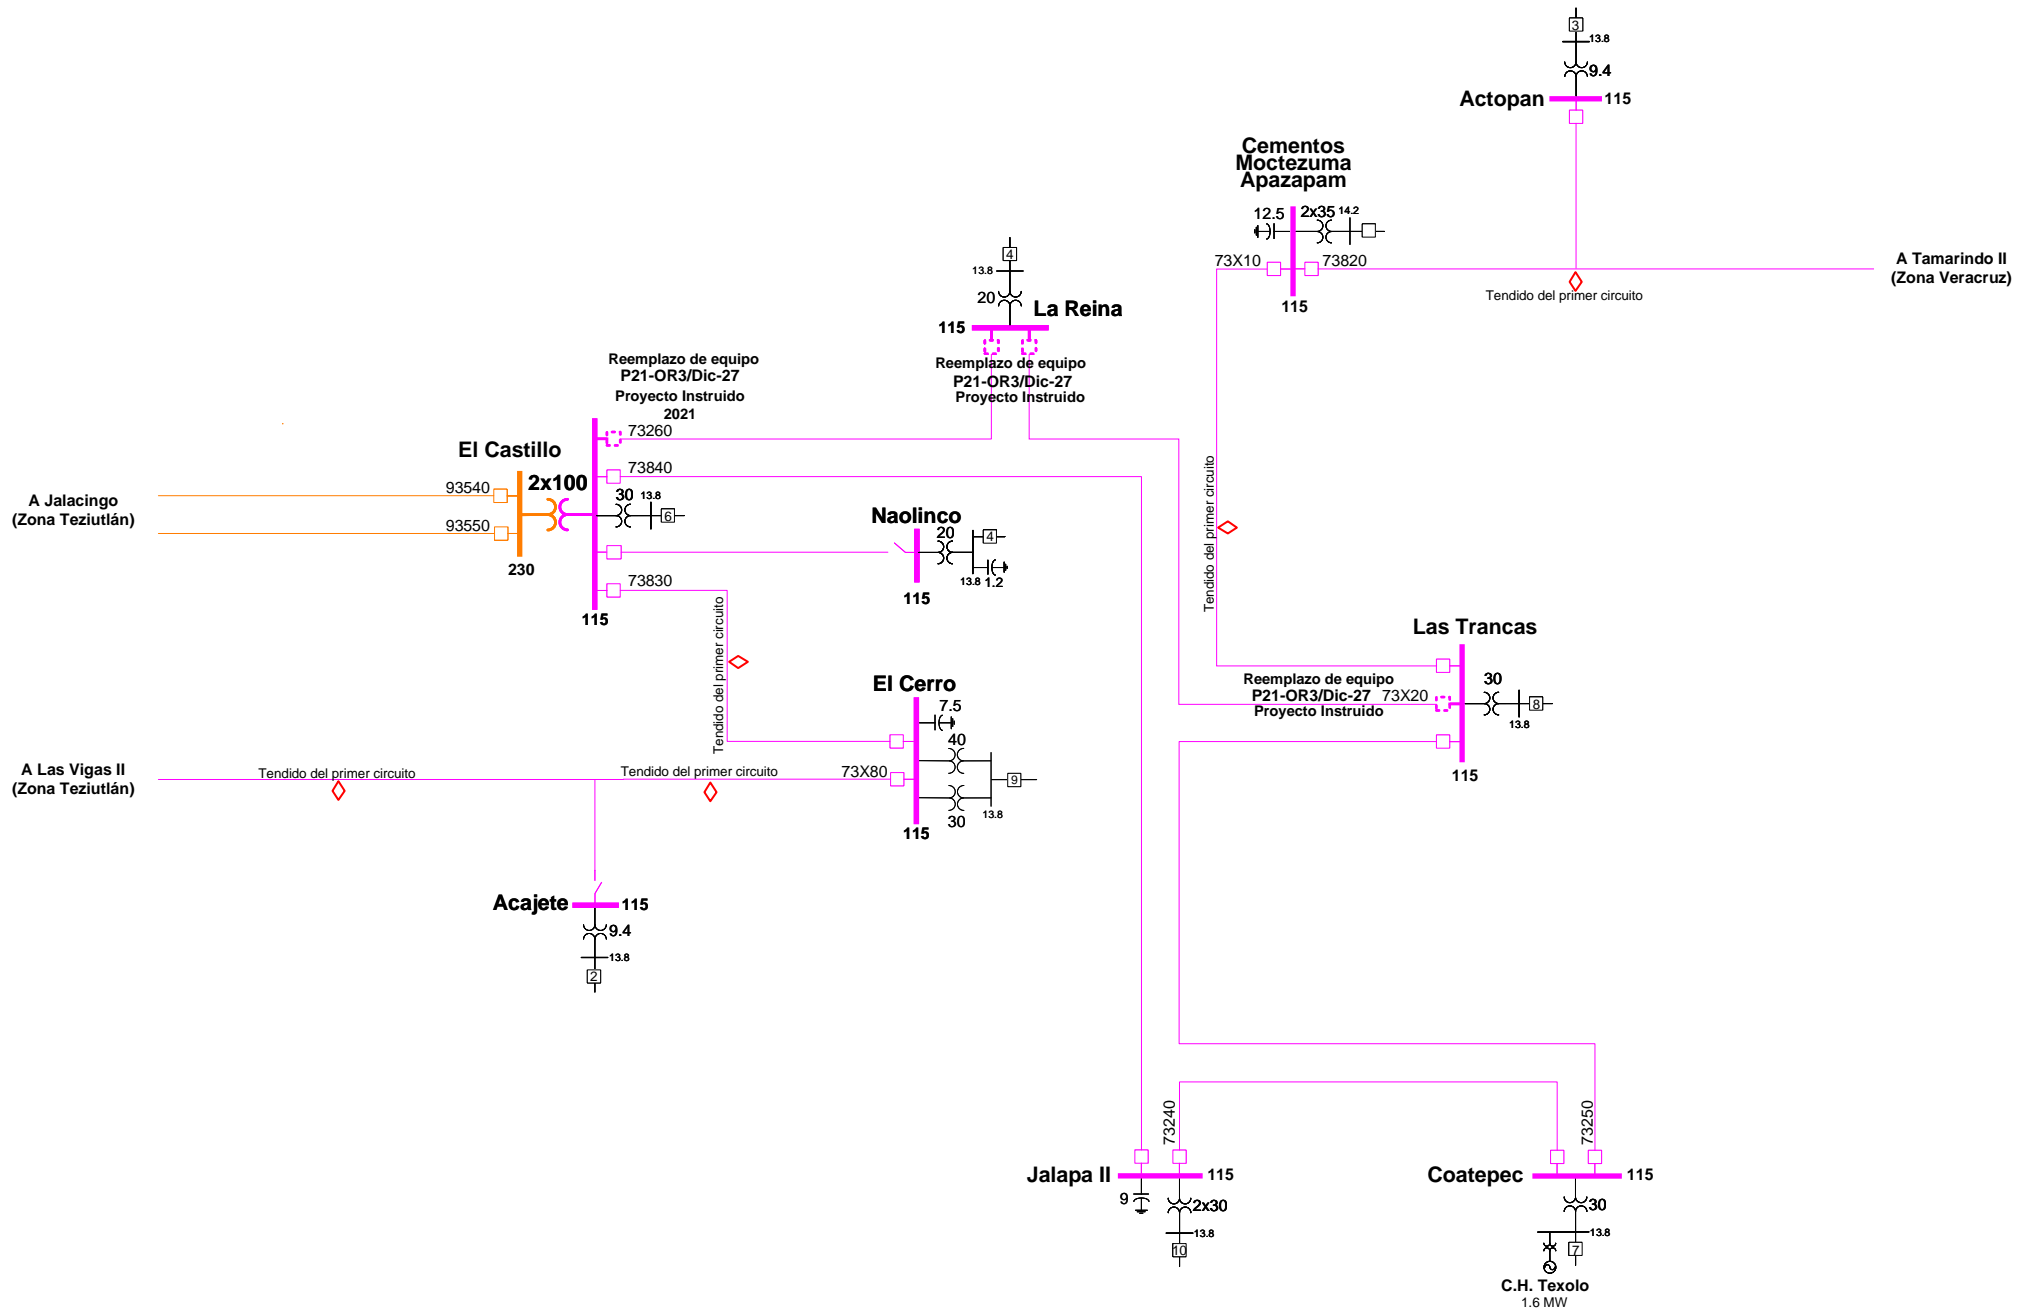 3
13.8
9.4
Actopan
115
Cementos
Moctezuma
Apazapam
12.5
2x35
14.2
73X10
73820
115
A Tamarindo II
(Zona Veracruz)
Tendido del primer circuito
4
13.8
20
La Reina
115
Reemplazo de equipo
P21-OR3/Dic-27
Proyecto Instruido
Reemplazo de equipo
P21-OR3/Dic-27
Proyecto Instruido
2021
73260
El Castillo
73840
2x100
93540
A Jalacingo
(Zona Teziutlán)
93550
230
30
13.8
6
Naolinco
20
4
13.8
1.2
115
73830
115
Tendido del primer circuito
Tendido del primer circuito
Las Trancas
Reemplazo de equipo
P21-OR3/Dic-27
73X20
Proyecto Instruido
30
8
13.8
115
El Cerro
7.5
40
9
30
13.8
115
A Las Vigas II
(Zona Teziutlán)
Tendido del primer circuito
Tendido del primer circuito
73X80
Acajete
115
9.4
13.8
2
73240
73250
Jalapa II
115
9
2x30
13.8
10
Coatepec
115
30
13.8
7
C.H. Texolo
1.6 MW